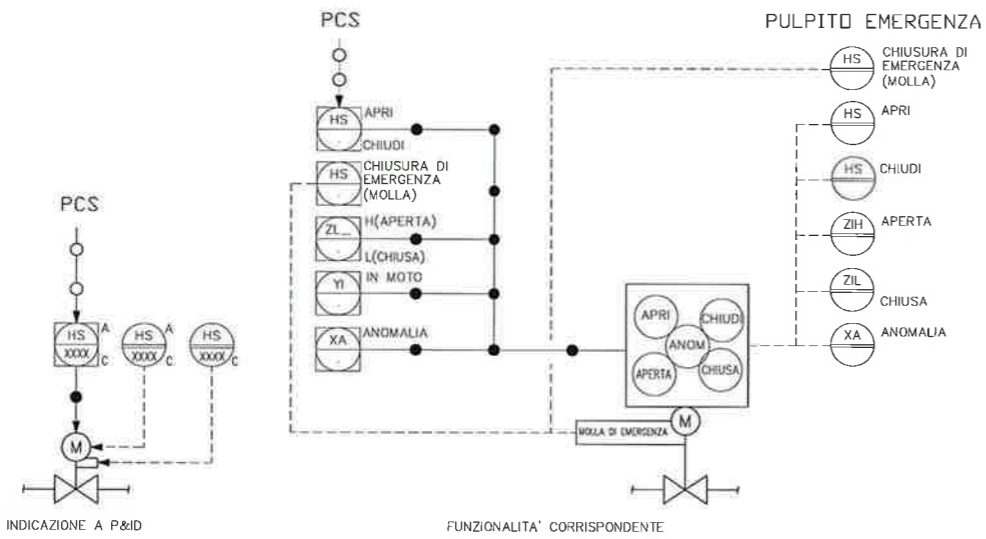 PCS
HS
XXXX
A
C
HS
XXXX
A
C
HS
XXXX
C
M
INDICAZIONE A P&ID
PCS
HS
APRI
CHIUDI
HS
CHIUSURA DI
EMERGENZA
(MOLLA)
ZL_
H(APERTA)
L(CHIUSA)
YI
IN MOTO
XA
ANOMALIA
APRI
CHIUDI
ANOM
APERTA
CHIUSA
M
MOLLA DI EMERGENZA
FUNZIONALITA' CORRISPONDENTE
PULPITO EMERGENZA
HS
CHIUSURA DI
EMERGENZA
(MOLLA)
HS
APRI
HS
CHIUDI
ZIH
APERTA
ZIL
CHIUSA
XA
ANOMALIA